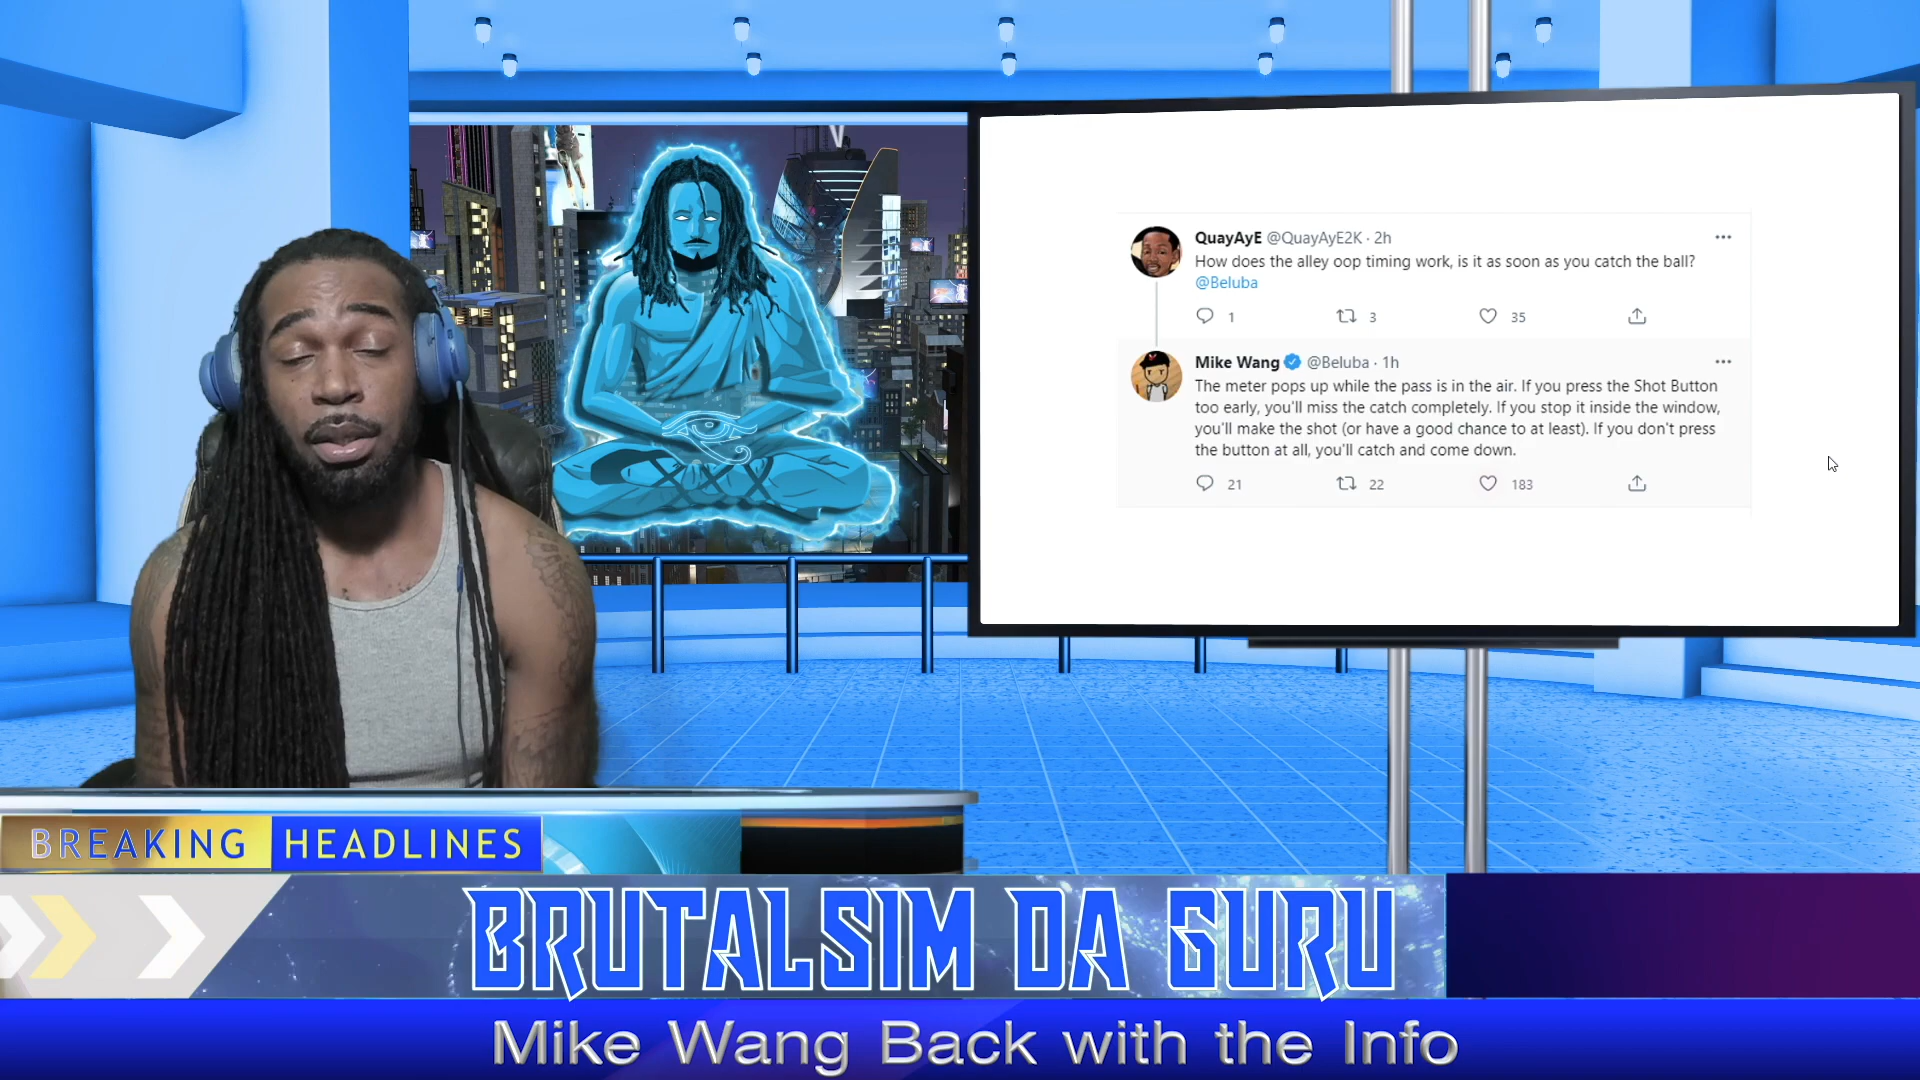 QuayAyE @QuayAyE2K · 2h
How does the alley oop timing work, is it as soon as you catch the ball?
@Beluba
1 3 35
Mike Wang @Beluba · 1h
The meter pops up while the pass is in the air. If you press the Shot Button
too early, you'll miss the catch completely. If you stop it inside the window,
you'll make the shot (or have a good chance to at least). If you don't press
the button at all, you'll catch and come down.
21 22 183
BREAKING HEADLINES
BRUTALSIM DA GURU
Mike Wang Back with the Info